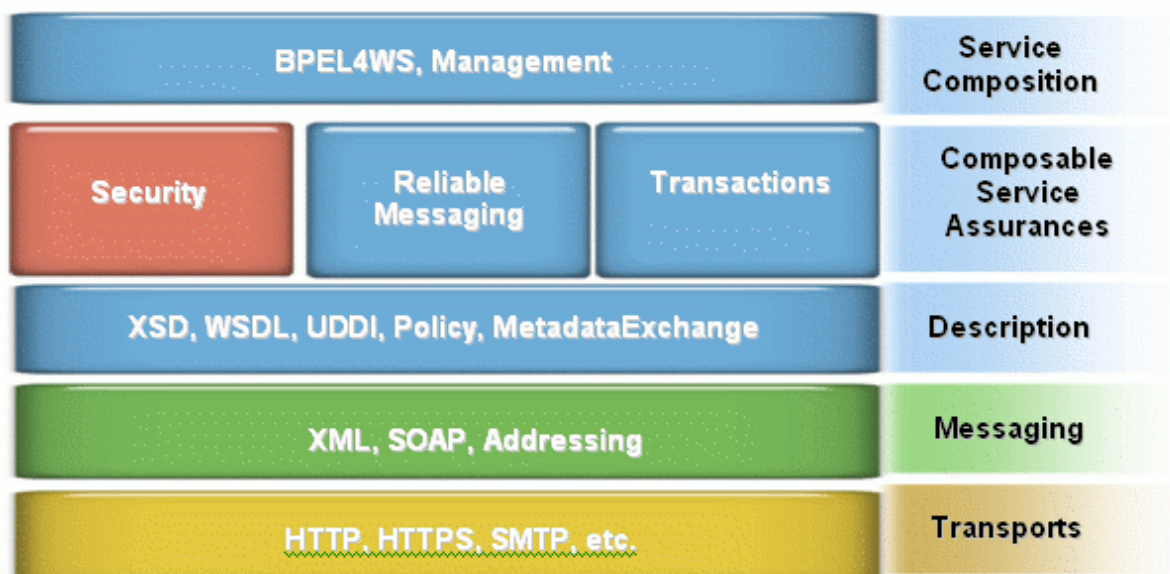 BPEL4WS, Management
Service
Composition
Security
Reliable
Messaging
Transactions
Composable
Service
Assurances
XSD, WSDL, UDDI, Policy, MetadataExchange
Description
XML, SOAP, Addressing
Messaging
HTTP, HTTPS, SMTP, etc.
Transports